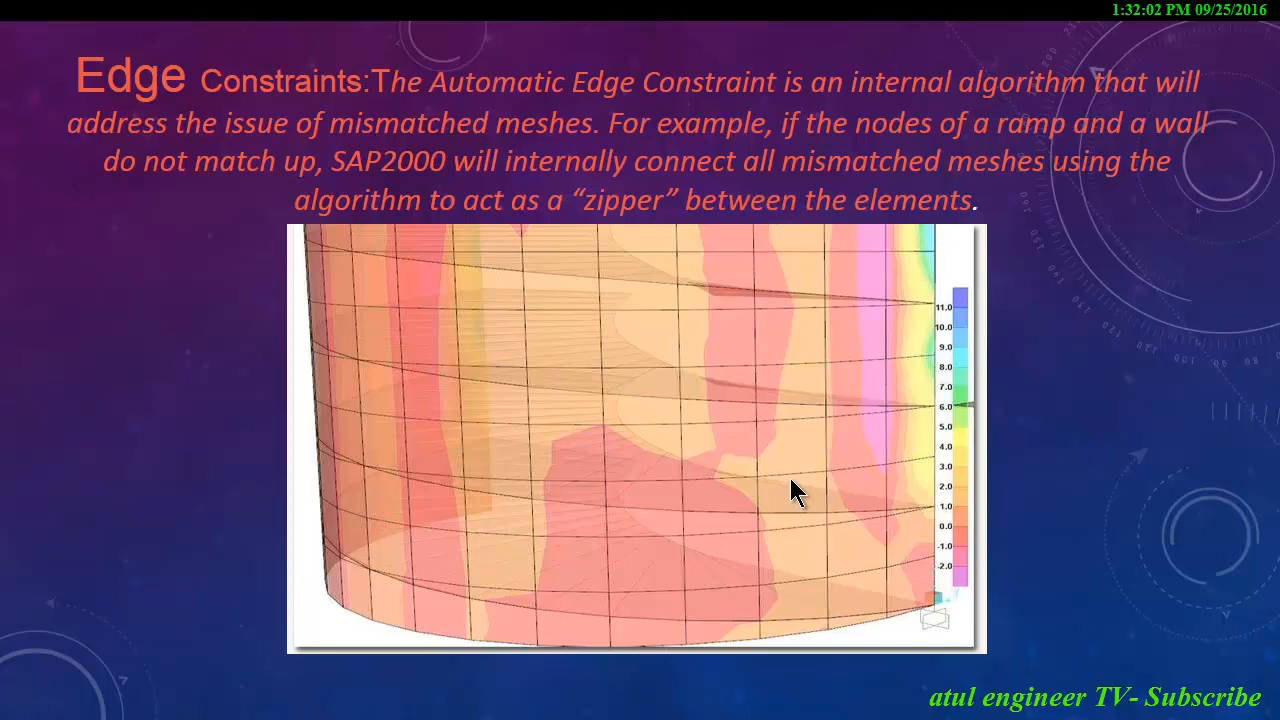 1:32:02 PM 09/25/2016
Edge Constraints:The Automatic Edge Constraint is an internal algorithm that will
address the issue of mismatched meshes. For example, if the nodes of a ramp and a wall
do not match up, SAP2000 will internally connect all mismatched meshes using the
algorithm to act as a “zipper” between the elements.
11.0
10.0
9.0
8.0
7.0
6.0
5.0
4.0
3.0
2.0
1.0
0.0
-1.0
-2.0
atul engineer TV- Subscribe